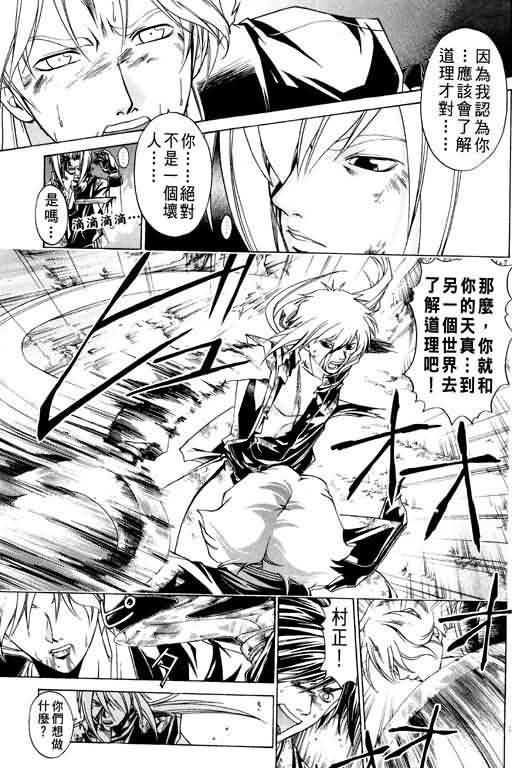 因為我認為你
…應該會了解
道理才對……
你……絕對
不是一個壞
人……
滴滴滴滴…
是嗎…
那麼，你就和
你的天真…到
另一個世界去
了解道理吧！
オオオ
村正！
你們想做
什麼？